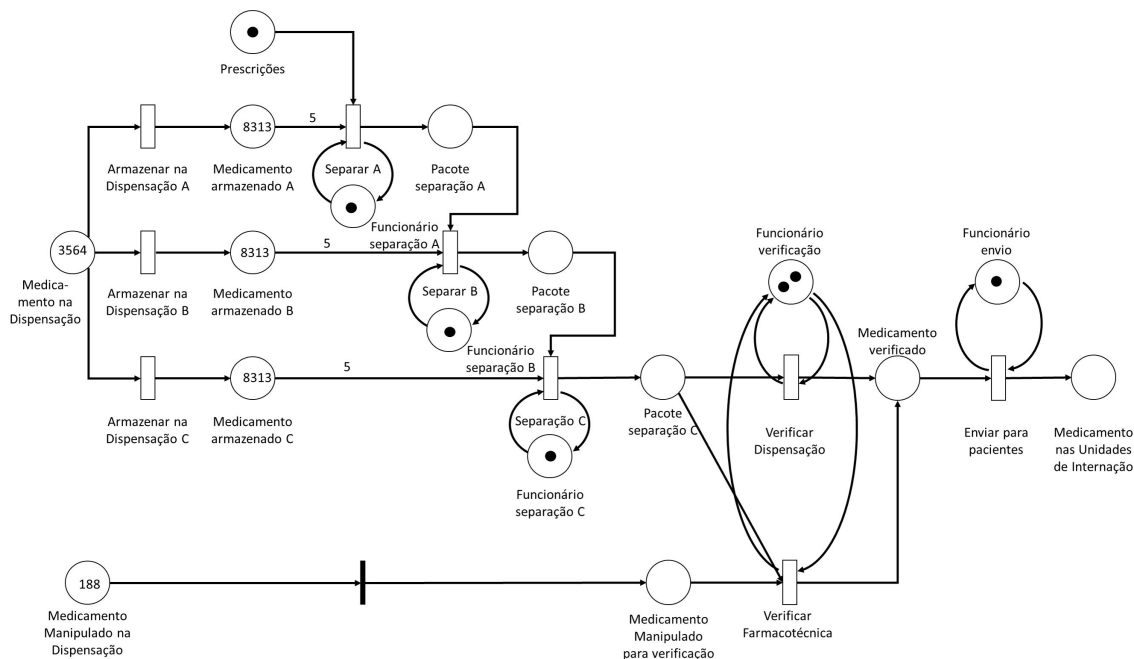 Prescrições
8313
5
Armazenar na
Dispensação A
Medicamento
armazenado A
Separar A
Pacote
separação A
Funcionário
separação A
3564
Medica-
mento na
Dispensação
8313
5
Armazenar na
Dispensação B
Medicamento
armazenado B
Separar B
Pacote
separação B
Funcionário
separação B
Funcionário
verificação
Funcionário
envio
Medicamento
verificado
8313
5
Armazenar na
Dispensação C
Medicamento
armazenado C
Separação C
Pacote
separação C
Verificar
Dispensação
Enviar para
pacientes
Medicamento
nas Unidades
de Internação
Funcionário
separação C
188
Medicamento
Manipulado na
Dispensação
Medicamento
Manipulado
para verificação
Verificar
Farmacotécnica